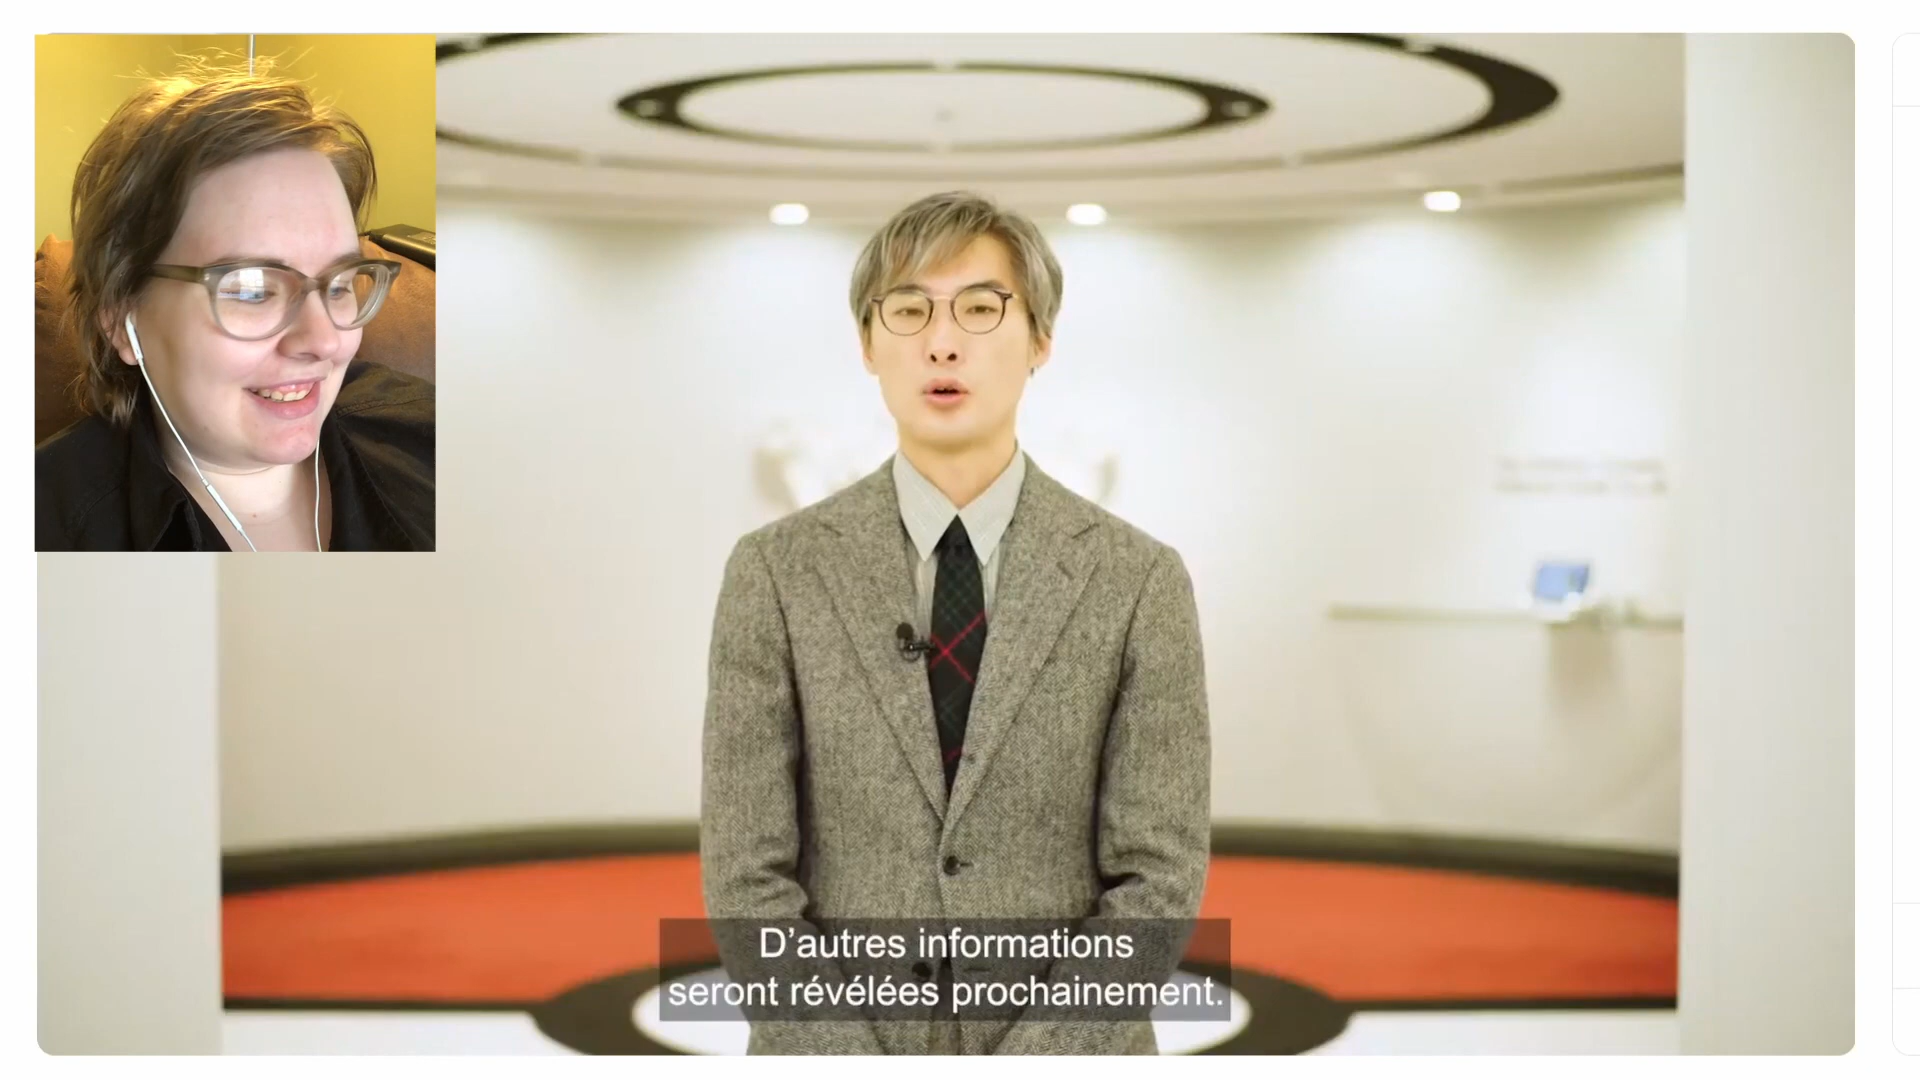 D’autres informations
seront révélées prochainement.